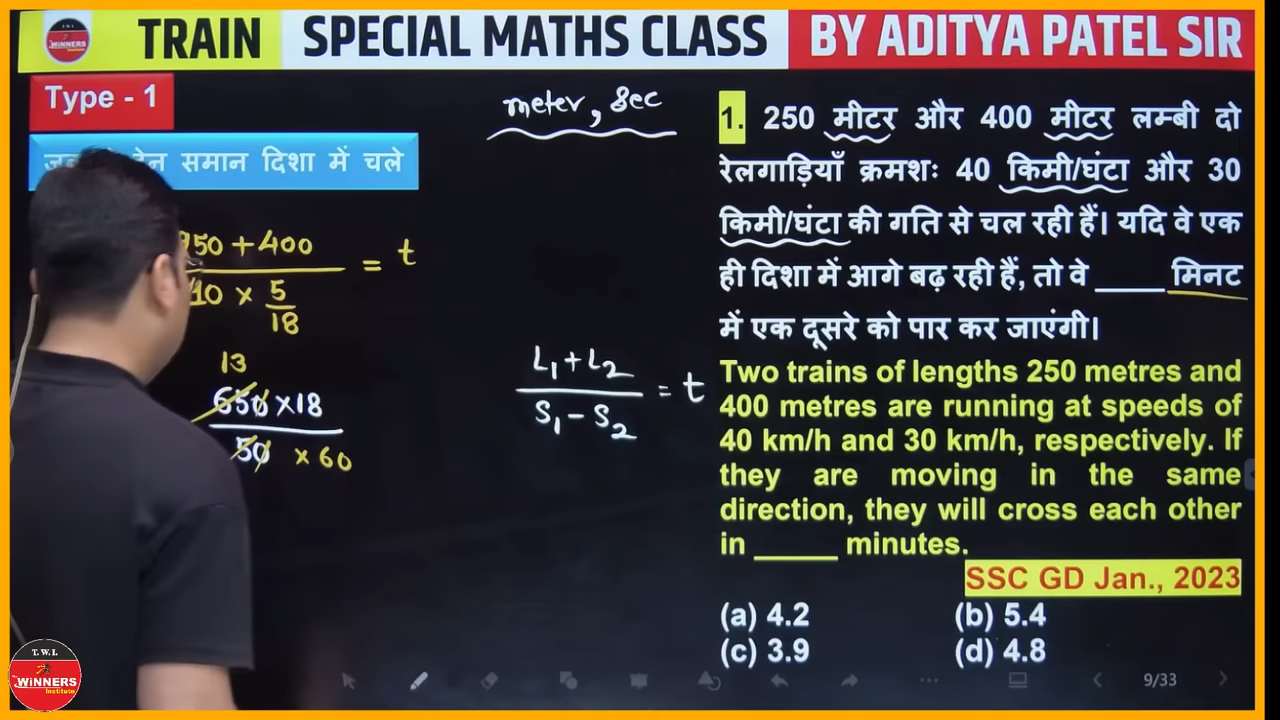 TRAIN SPECIAL MATHS CLASS BY ADITYA PATEL SIR
Type - 1
समान दिशा में चले
meter, Sec
250 + 400 = t
10 × 5/18
13
650 × 18
50 × 60
L₁ + L₂ = t
S₁ - S₂
1. 250 मीटर और 400 मीटर लम्बी दो
रेलगाड़ियाँ क्रमशः 40 किमी/घंटा और 30
किमी/घंटा की गति से चल रही हैं। यदि वे एक
ही दिशा में आगे बढ़ रही हैं, तो वे _____ मिनट
में एक दूसरे को पार कर जाएंगी।
Two trains of lengths 250 metres and
400 metres are running at speeds of
40 km/h and 30 km/h, respectively. If
they are moving in the same
direction, they will cross each other
in _____ minutes.
SSC GD Jan., 2023
(a) 4.2 (b) 5.4
(c) 3.9 (d) 4.8
9/33
T.W.I.
The WINNERS
Institute